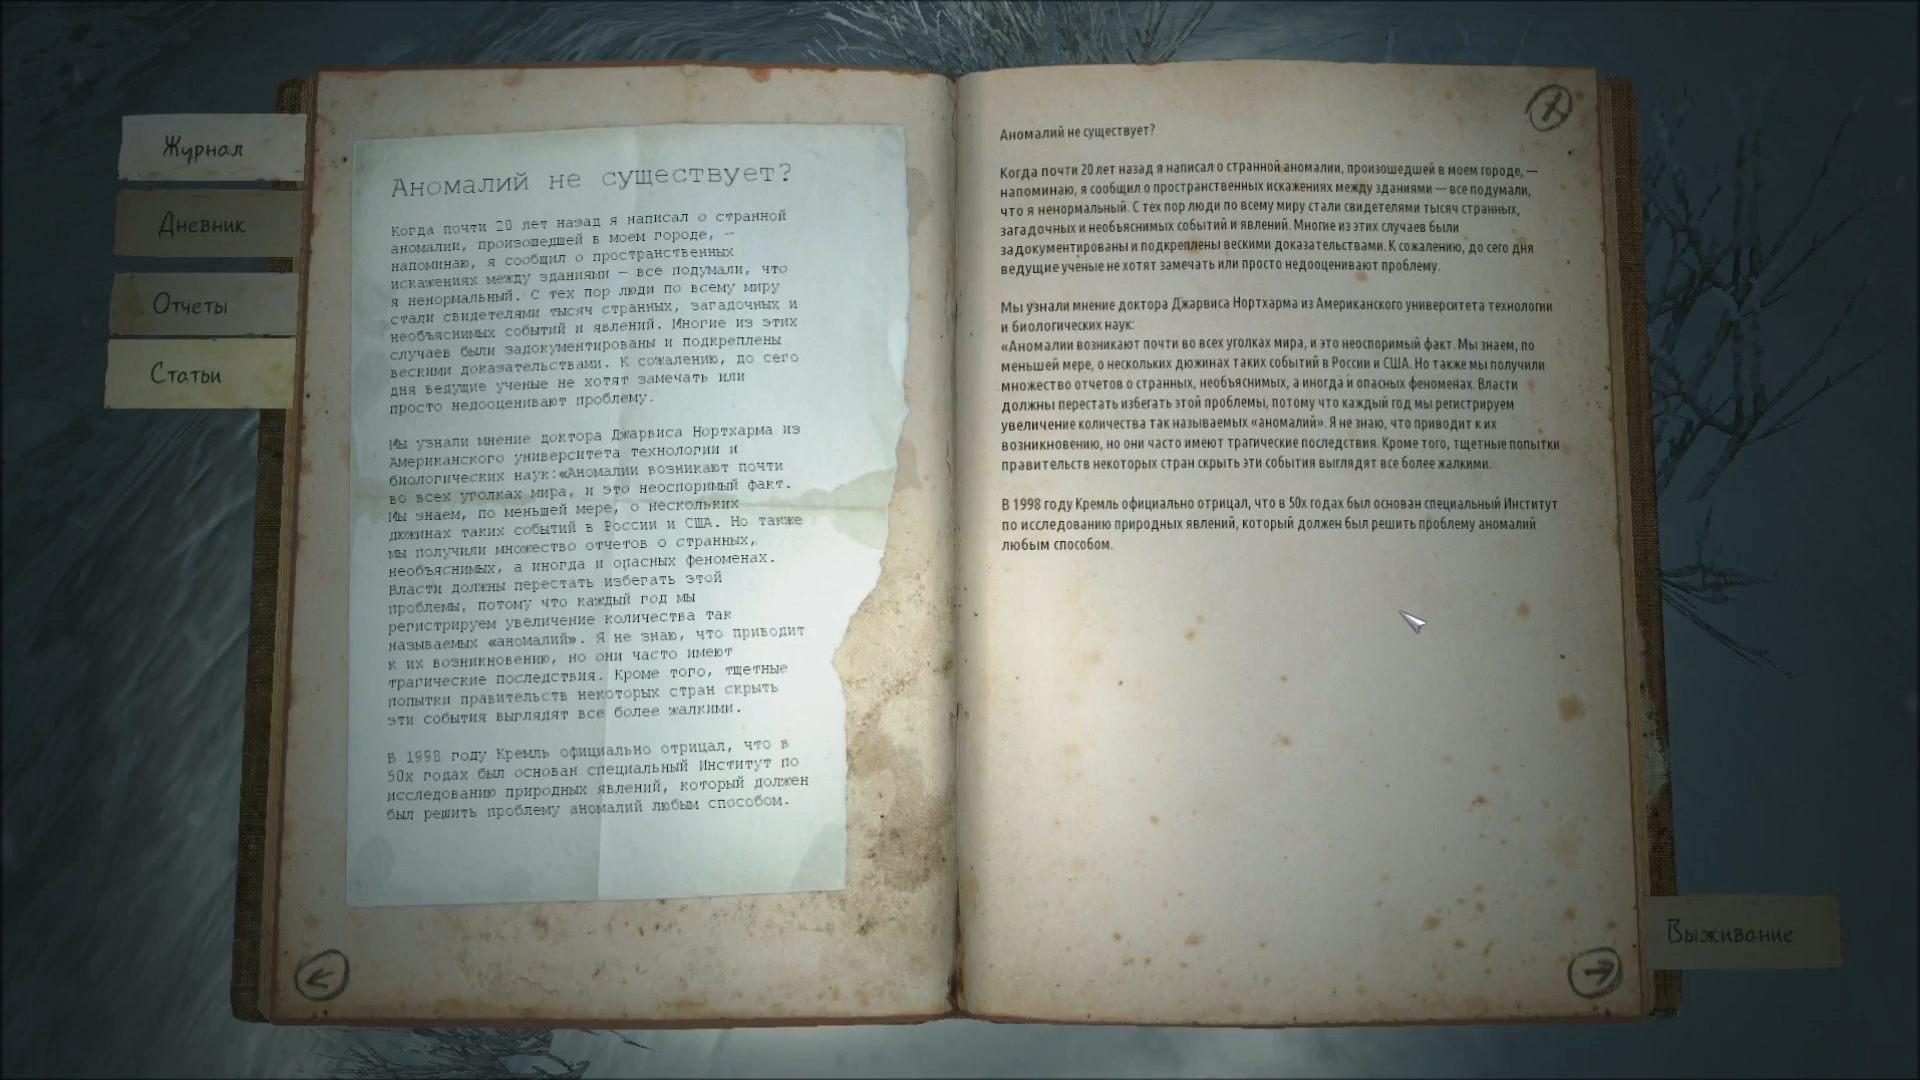 Журнал
Дневник
Отчеты
Статьи
Аномалий не существует?
Когда почти 20 лет назад я написал о странной
аномалии, произошедшей в моем городе, —
напоминаю, я сообщил о пространственных
искажениях между зданиями — все подумали, что
я ненормальный. С тех пор люди по всему миру
стали свидетелями тысяч странных, загадочных и
необъяснимых событий и явлений. Многие из этих
случаев были задокументированы и подкреплены
вескими доказательствами. К сожалению, до сего
дня ведущие ученые не хотят замечать или
просто недооценивают проблему.
Мы узнали мнение доктора Джарвиса Нортхарма из
Американского университета технологии и
биологических наук:«Аномалии возникают почти
во всех уголках мира, и это неоспоримый факт.
Мы знаем, по меньшей мере, о нескольких
дюжинах таких событий в России и США. Но также
мы получили множество отчетов о странных,
необъяснимых, а иногда и опасных феноменах.
Власти должны перестать избегать этой
проблемы, потому что каждый год мы
регистрируем увеличение количества так
называемых «аномалий». Я не знаю, что приводит
к их возникновению, но они часто имеют
трагические последствия. Кроме того, тщетные
попытки правительств некоторых стран скрыть
эти события выглядят все более жалкими.
В 1998 году Кремль официально отрицал, что в
50х годах был основан специальный Институт по
исследованию природных явлений, который должен
был решить проблему аномалий любым способом.
Аномалий не существует?
Когда почти 20 лет назад я написал о странной аномалии, произошедшей в моем городе, —
напоминаю, я сообщил о пространственных искажениях между зданиями — все подумали,
что я ненормальный. С тех пор люди по всему миру стали свидетелями тысяч странных,
загадочных и необъяснимых событий и явлений. Многие из этих случаев были
задокументированы и подкреплены вескими доказательствами. К сожалению, до сего дня
ведущие ученые не хотят замечать или просто недооценивают проблему.
Мы узнали мнение доктора Джарвиса Нортхарма из Американского университета технологии
и биологических наук:
«Аномалии возникают почти во всех уголках мира, и это неоспоримый факт. Мы знаем, по
меньшей мере, о нескольких дюжинах таких событий в России и США. Но также мы получили
множество отчетов о странных, необъяснимых, а иногда и опасных феноменах. Власти
должны перестать избегать этой проблемы, потому что каждый год мы регистрируем
увеличение количества так называемых «аномалий». Я не знаю, что приводит к их
возникновению, но они часто имеют трагические последствия. Кроме того, тщетные попытки
правительств некоторых стран скрыть эти события выглядят все более жалкими.
В 1998 году Кремль официально отрицал, что в 50х годах был основан специальный Институт
по исследованию природных явлений, который должен был решить проблему аномалий
любым способом.
Выживание